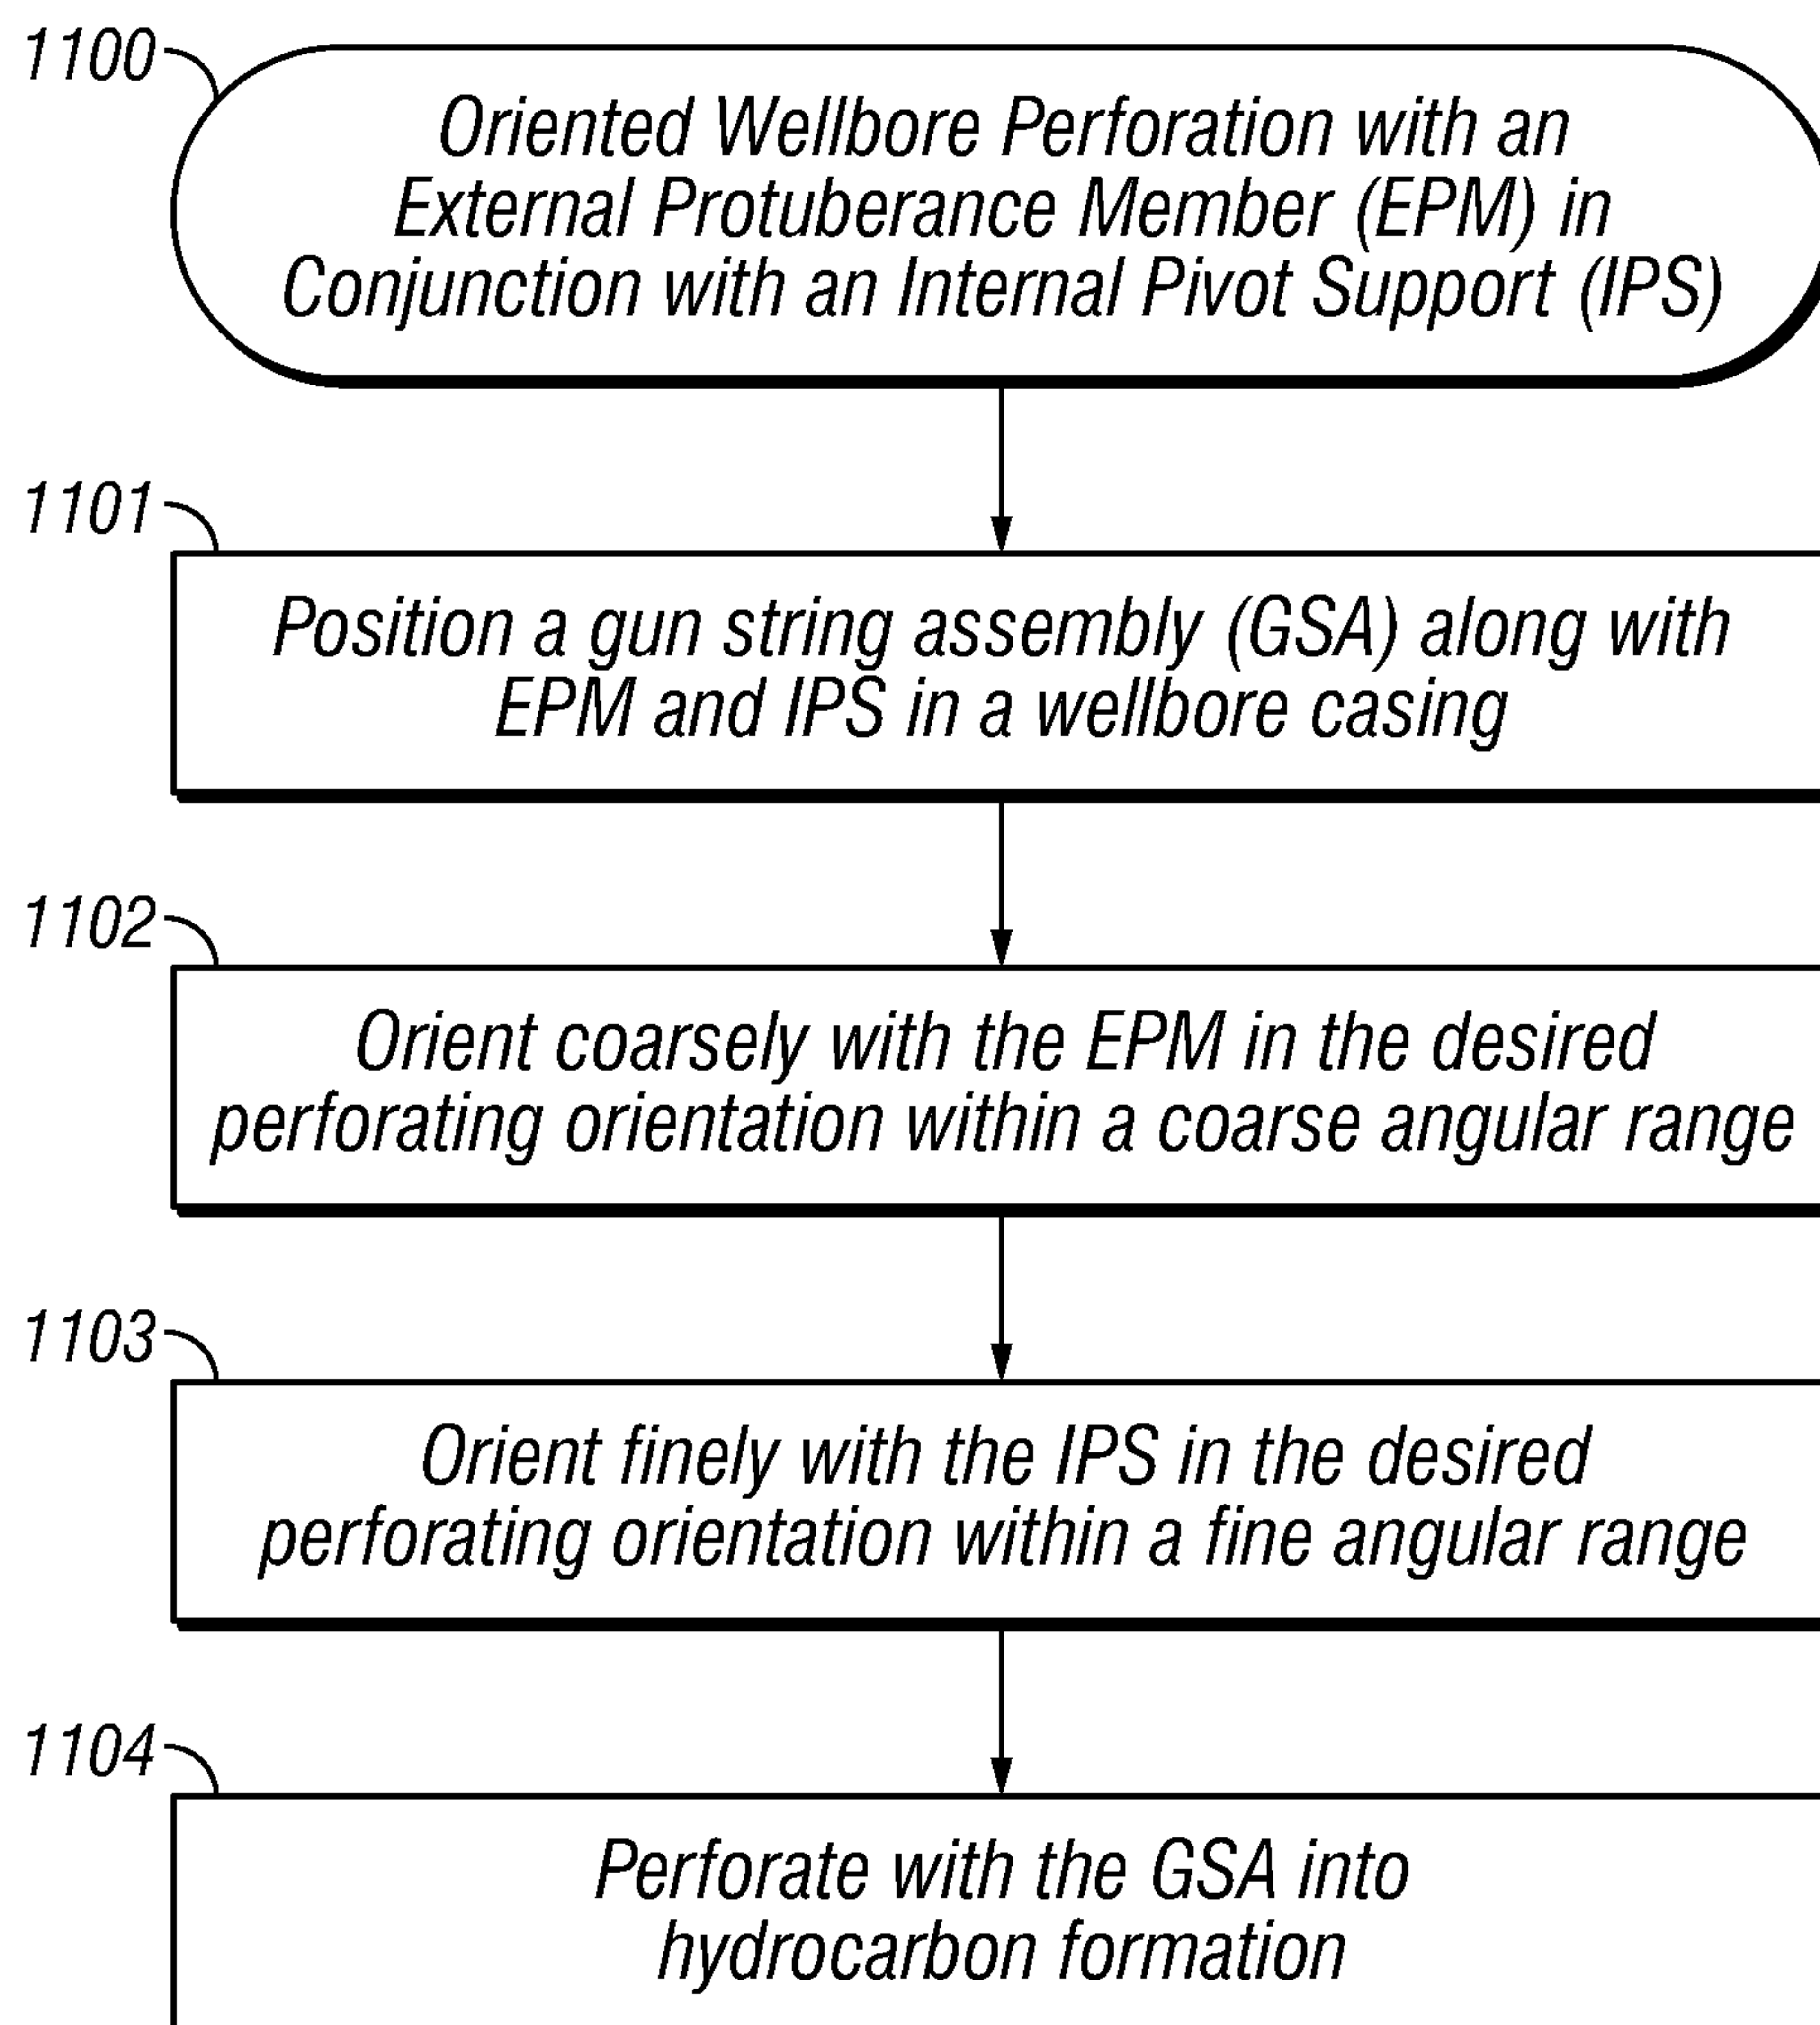 1100
Oriented Wellbore Perforation with an
External Protuberance Member (EPM) in
Conjunction with an Internal Pivot Support (IPS)
1101
Position a gun string assembly (GSA) along with
EPM and IPS in a wellbore casing
1102
Orient coarsely with the EPM in the desired
perforating orientation within a coarse angular range
1103
Orient finely with the IPS in the desired
perforating orientation within a fine angular range
1104
Perforate with the GSA into
hydrocarbon formation